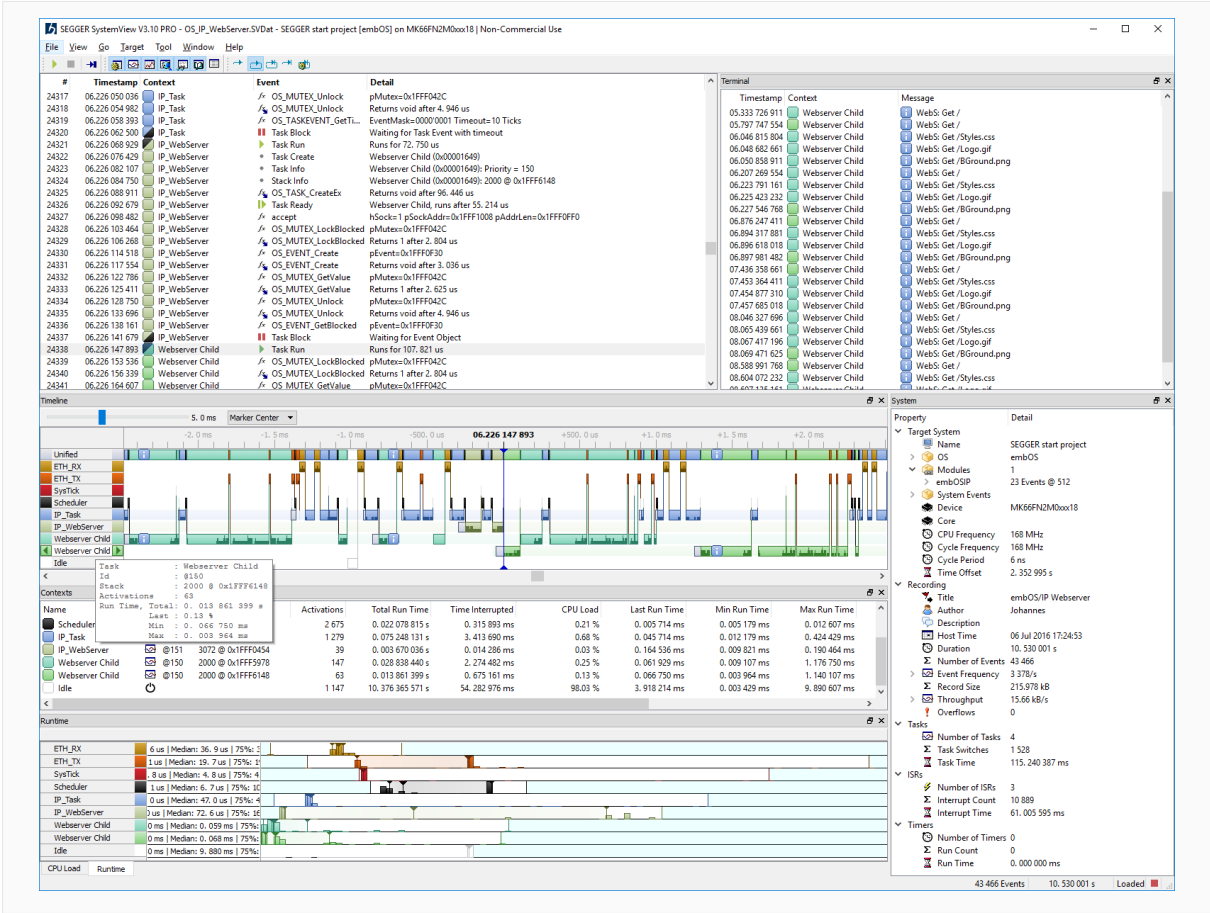 SEGGER SystemView V3.10 PRO - OS_IP_WebServer.SVDat - SEGGER start project [embOS] on MK66FN2M0xxx18 | Non-Commercial Use
File View Go Target Tool Window Help
# Timestamp Context Event Detail
24317 06.226 050 036 IP_Task OS_MUTEX_Unlock pMutex=0x1FFF042C
24318 06.226 054 982 IP_Task OS_MUTEX_Unlock Returns void after 4. 946 us
24319 06.226 058 393 IP_Task OS_TASKEVENT_GetTi... EventMask=0000'0001 Timeout=10 Ticks
24320 06.226 062 500 IP_Task Task Block Waiting for Task Event with timeout
24321 06.226 068 929 IP_WebServer Task Run Runs for 72. 750 us
24322 06.226 076 429 IP_WebServer Task Create Webserver Child (0x00001649)
24323 06.226 082 107 IP_WebServer Task Info Webserver Child (0x00001649): Priority = 150
24324 06.226 084 750 IP_WebServer Stack Info Webserver Child (0x00001649): 2000 @ 0x1FFF6148
24325 06.226 088 911 IP_WebServer OS_TASK_CreateEx Returns void after 96. 446 us
24326 06.226 092 679 IP_WebServer Task Ready Webserver Child, runs after 55. 214 us
24327 06.226 098 482 IP_WebServer accept hSock=1 pSockAddr=0x1FFF1008 pAddrLen=0x1FFF0FF0
24328 06.226 103 464 IP_WebServer OS_MUTEX_LockBlocked pMutex=0x1FFF042C
24329 06.226 106 268 IP_WebServer OS_MUTEX_LockBlocked Returns 1 after 2. 804 us
24330 06.226 114 518 IP_WebServer OS_EVENT_Create pEvent=0x1FFF0F30
24331 06.226 117 554 IP_WebServer OS_EVENT_Create Returns void after 3. 036 us
24332 06.226 122 786 IP_WebServer OS_MUTEX_GetValue pMutex=0x1FFF042C
24333 06.226 125 411 IP_WebServer OS_MUTEX_GetValue Returns 1 after 2. 625 us
24334 06.226 128 750 IP_WebServer OS_MUTEX_Unlock pMutex=0x1FFF042C
24335 06.226 133 696 IP_WebServer OS_MUTEX_Unlock Returns void after 4. 946 us
24336 06.226 138 161 IP_WebServer OS_EVENT_GetBlocked pEvent=0x1FFF0F30
24337 06.226 141 679 IP_WebServer Task Block Waiting for Event Object
24338 06.226 147 893 Webserver Child Task Run Runs for 107. 821 us
24339 06.226 153 536 Webserver Child OS_MUTEX_LockBlocked pMutex=0x1FFF042C
24340 06.226 156 339 Webserver Child OS_MUTEX_LockBlocked Returns 1 after 2. 804 us
24341 06.226 164 607 Webserver Child OS_MUTEX_GetValue pMutex=0x1FFF042C
Terminal
Timestamp Context Message
05.333 726 911 Webserver Child WebS: Get /
05.797 747 554 Webserver Child WebS: Get /
06.046 815 804 Webserver Child WebS: Get /Styles.css
06.048 682 661 Webserver Child WebS: Get /Logo.gif
06.050 858 911 Webserver Child WebS: Get /BGround.png
06.207 269 554 Webserver Child WebS: Get /
06.223 791 161 Webserver Child WebS: Get /Styles.css
06.225 423 232 Webserver Child WebS: Get /Logo.gif
06.227 546 768 Webserver Child WebS: Get /BGround.png
06.876 247 411 Webserver Child WebS: Get /
06.894 317 881 Webserver Child WebS: Get /Styles.css
06.896 618 018 Webserver Child WebS: Get /Logo.gif
06.897 981 482 Webserver Child WebS: Get /BGround.png
07.436 358 661 Webserver Child WebS: Get /
07.453 364 411 Webserver Child WebS: Get /Styles.css
07.454 877 310 Webserver Child WebS: Get /Logo.gif
07.457 685 018 Webserver Child WebS: Get /BGround.png
08.046 327 696 Webserver Child WebS: Get /
08.065 439 661 Webserver Child WebS: Get /Styles.css
08.067 417 196 Webserver Child WebS: Get /Logo.gif
08.069 471 625 Webserver Child WebS: Get /BGround.png
08.588 991 768 Webserver Child WebS: Get /
08.604 072 232 Webserver Child WebS: Get /Styles.css
Timeline
5. 0 ms Marker Center
-2. 0 ms -1. 5 ms -1. 0 ms -500. 0 us 06.226 147 893 +500. 0 us +1. 0 ms +1. 5 ms +2. 0 ms
Unified
ETH_RX
ETH_TX
SysTick
Scheduler
IP_Task
IP_WebServer
Webserver Child
Webserver Child
Idle
Task : Webserver Child
Id : @150
Stack : 2000 @ 0x1FFF6148
Activations : 63
Run Time, Total: 0. 013 861 399 s
Last : 0.13 %
Min : 0. 066 750 ms
Max : 0. 003 964 ms
Contexts
Name Activations Total Run Time Time Interrupted CPU Load Last Run Time Min Run Time Max Run Time
Scheduler 2 675 0. 022 078 815 s 0. 315 893 ms 0.21 % 0. 005 714 ms 0. 005 179 ms 0. 012 607 ms
IP_Task 1 279 0. 075 248 131 s 3. 413 690 ms 0.68 % 0. 045 714 ms 0. 012 179 ms 0. 424 429 ms
IP_WebServer @151 3072 @ 0x1FFF0454 39 0. 003 670 036 s 0. 014 286 ms 0.03 % 0. 164 536 ms 0. 009 821 ms 0. 190 464 ms
Webserver Child @150 2000 @ 0x1FFF5978 147 0. 028 838 440 s 2. 274 482 ms 0.25 % 0. 061 929 ms 0. 009 107 ms 1. 176 750 ms
Webserver Child @150 2000 @ 0x1FFF6148 63 0. 013 861 399 s 0. 675 161 ms 0.13 % 0. 066 750 ms 0. 003 964 ms 1. 140 107 ms
Idle 1 147 10. 376 365 571 s 54. 282 976 ms 98.03 % 3. 918 214 ms 0. 003 429 ms 9. 890 607 ms
Runtime
ETH_RX 6 us | Median: 36. 9 us | 75%: 3
ETH_TX 1 us | Median: 19. 7 us | 75%: 1
SysTick . 8 us | Median: 4. 8 us | 75%: 4
Scheduler 1 us | Median: 6. 7 us | 75%: 10
IP_Task 0 us | Median: 47. 0 us | 75%: 4
IP_WebServer 0 us | Median: 72. 6 us | 75%: 16
Webserver Child 0 ms | Median: 0. 059 ms | 75%:
Webserver Child 0 ms | Median: 0. 068 ms | 75%:
Idle 0 ms | Median: 9. 880 ms | 75%:
CPU Load Runtime
System
Property Detail
Target System
Name SEGGER start project
OS embOS
Modules 1
embOSIP 23 Events @ 512
System Events
Device MK66FN2M0xxx18
Core
CPU Frequency 168 MHz
Cycle Frequency 168 MHz
Cycle Period 6 ns
Time Offset 2. 352 995 s
Recording
Title embOS/IP Webserver
Author Johannes
Description
Host Time 06 Jul 2016 17:24:53
Duration 10. 530 001 s
Number of Events 43 466
Event Frequency 3 378/s
Record Size 215.978 kB
Throughput 15.66 kB/s
Overflows 0
Tasks
Number of Tasks 4
Task Switches 1 528
Task Time 115. 240 387 ms
ISRs
Number of ISRs 3
Interrupt Count 10 889
Interrupt Time 61. 005 595 ms
Timers
Number of Timers 0
Run Count 0
Run Time 0. 000 000 ms
43 466 Events 10. 530 001 s Loaded